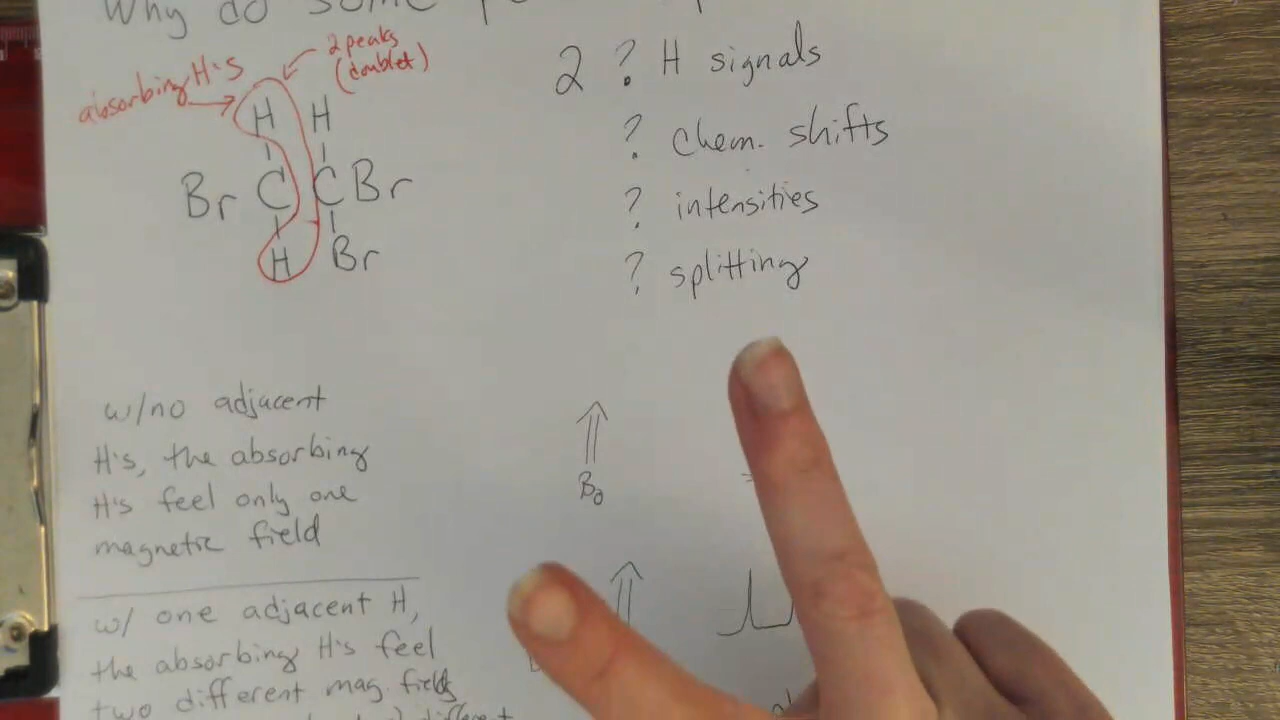 Why do some
absorbing H's
2 peaks
(doublet)
H H
Br C C Br
H Br
2 ? H signals
? chem. shifts
? intensities
? splitting
w/no adjacent
H's, the absorbing
H's feel only one
magnetic field
B0
w/ one adjacent H,
the absorbing H's feel
two different mag. fields
different